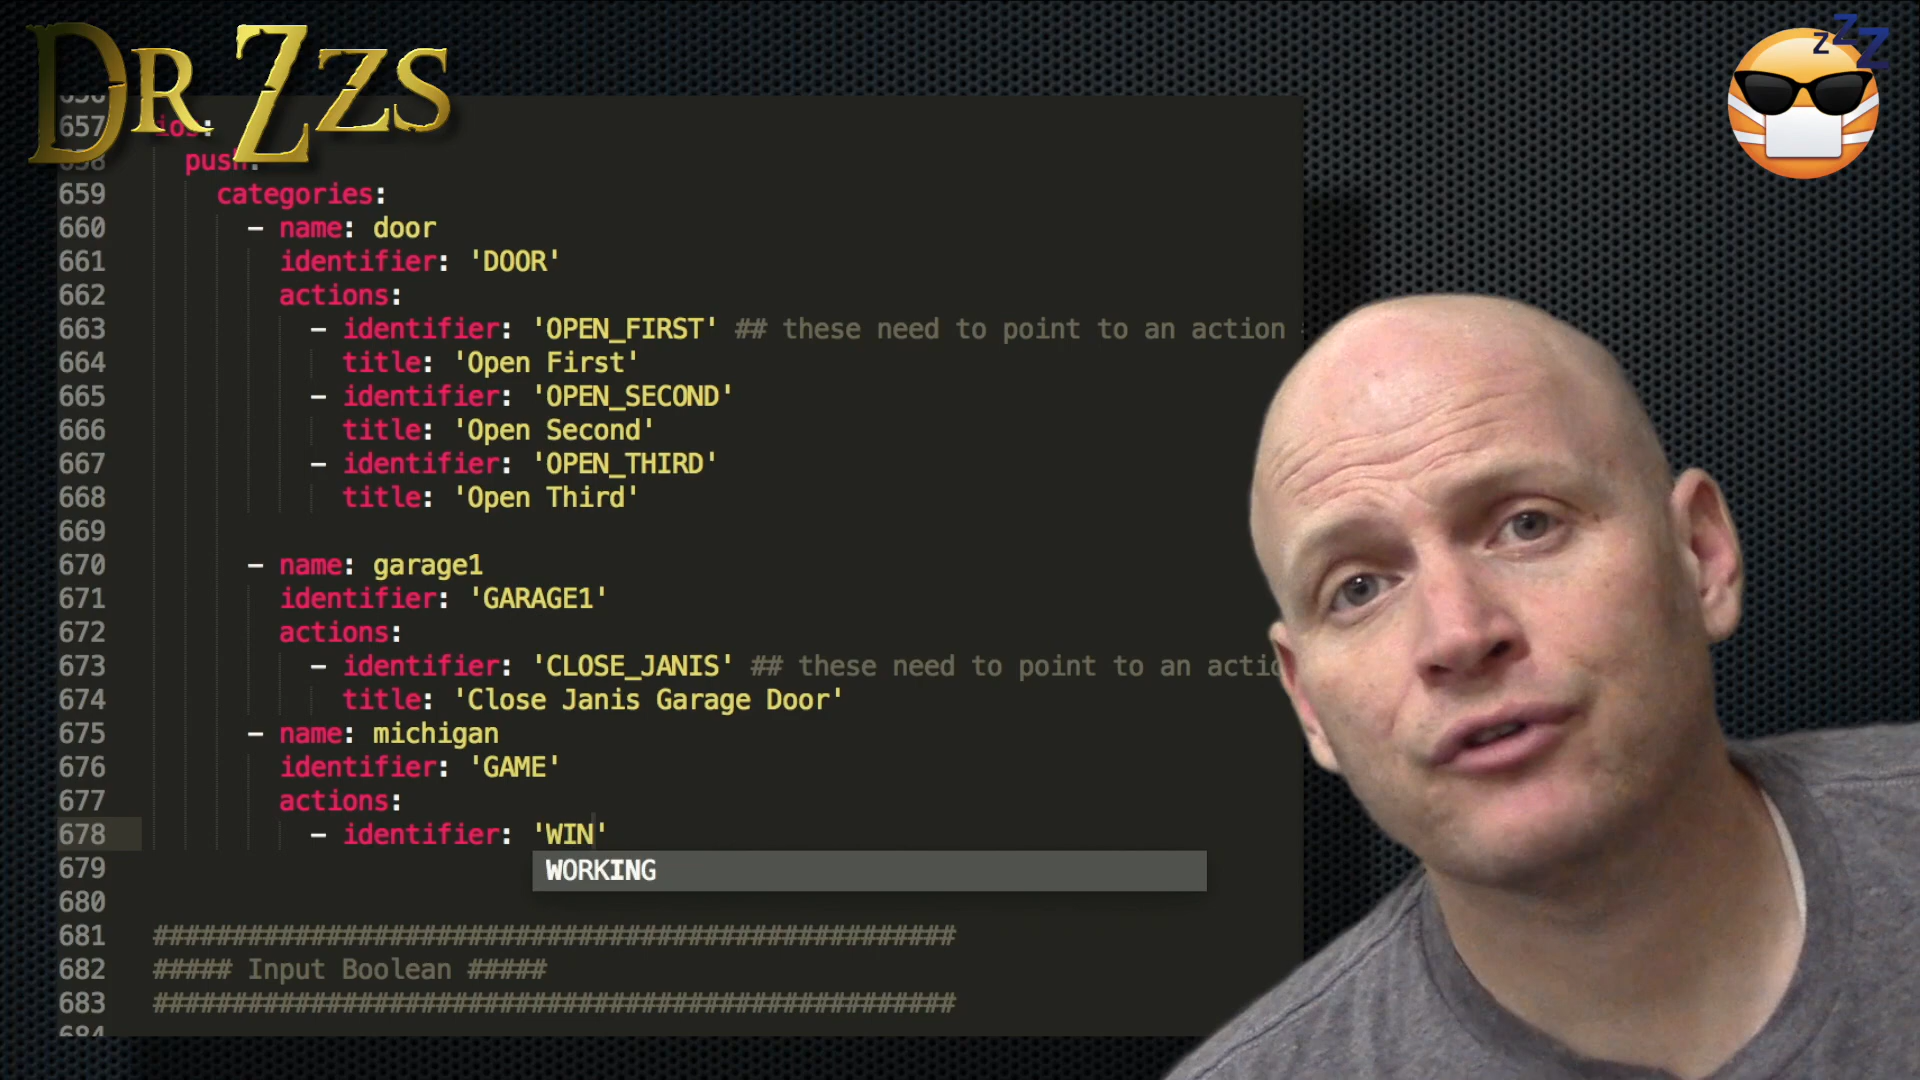 DR ZZS
z Z Z
656
657 ios:
658 push:
659 categories:
660 - name: door
661 identifier: 'DOOR'
662 actions:
663 - identifier: 'OPEN_FIRST' ## these need to point to an action
664 title: 'Open First'
665 - identifier: 'OPEN_SECOND'
666 title: 'Open Second'
667 - identifier: 'OPEN_THIRD'
668 title: 'Open Third'
669
670 - name: garage1
671 identifier: 'GARAGE1'
672 actions:
673 - identifier: 'CLOSE_JANIS' ## these need to point to an actio
674 title: 'Close Janis Garage Door'
675 - name: michigan
676 identifier: 'GAME'
677 actions:
678 - identifier: 'WIN'
679 WORKING
680
681 ###################################################
682 ##### Input Boolean #####
683 ###################################################
684